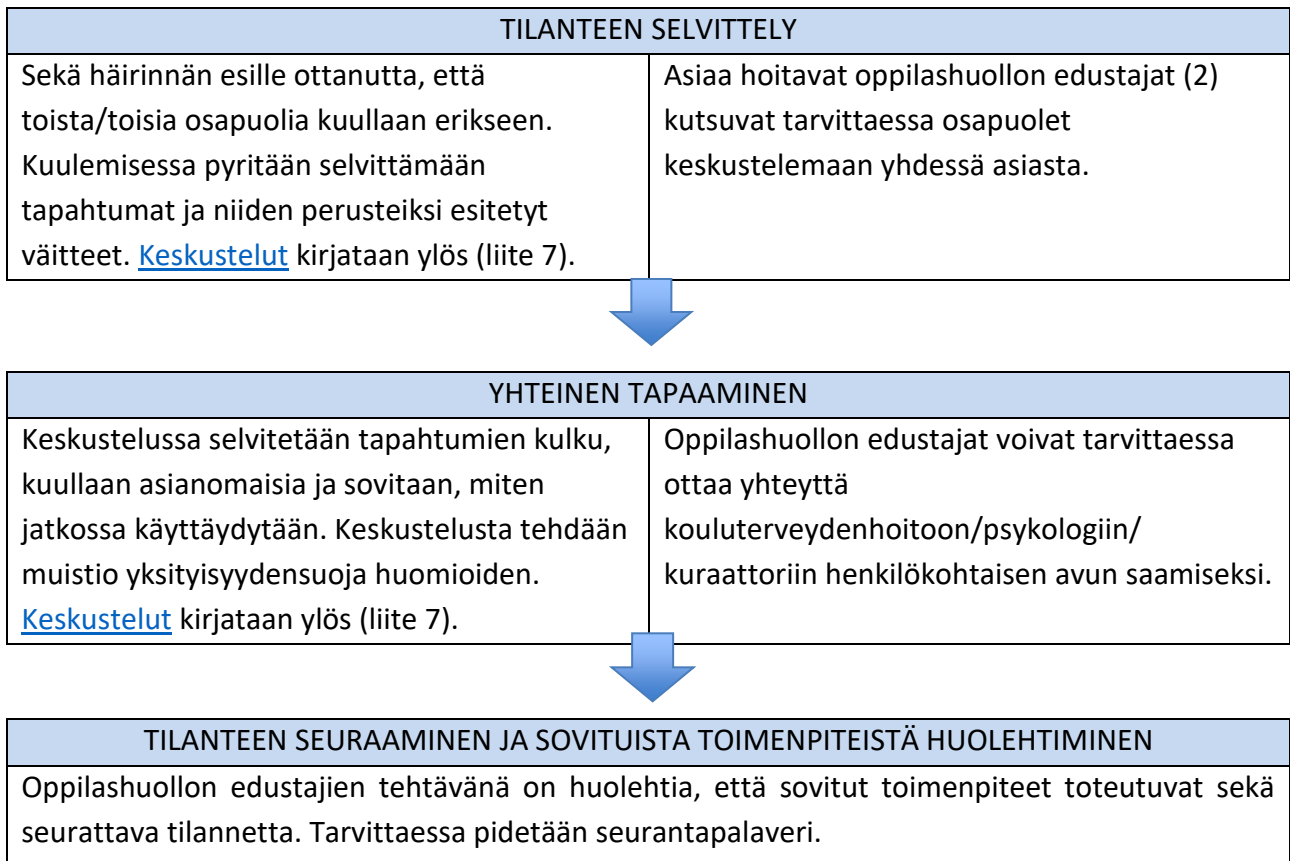 TILANTEEN SELVITTELY
Sekä häirinnän esille ottanutta, että
toista/toisia osapuolia kuullaan erikseen.
Kuulemisessa pyritään selvittämään
tapahtumat ja niiden perusteiksi esitetyt
väitteet. Keskustelut kirjataan ylös (liite 7).
Asiaa hoitavat oppilashuollon edustajat (2)
kutsuvat tarvittaessa osapuolet
keskustelemaan yhdessä asiasta.
YHTEINEN TAPAAMINEN
Keskustelussa selvitetään tapahtumien kulku,
kuullaan asianomaisia ja sovitaan, miten
jatkossa käyttäydytään. Keskustelusta tehdään
muistio yksityisyydensuoja huomioiden.
Keskustelut kirjataan ylös (liite 7).
Oppilashuollon edustajat voivat tarvittaessa
ottaa yhteyttä
kouluterveydenhoitoon/psykologiin/
kuraattoriin henkilökohtaisen avun saamiseksi.
TILANTEEN SEURAAMINEN JA SOVITUISTA TOIMENPITEISTÄ HUOLEHTIMINEN
Oppilashuollon edustajien tehtävänä on huolehtia, että sovitut toimenpiteet toteutuvat sekä
seurattava tilannetta. Tarvittaessa pidetään seurantapalaveri.